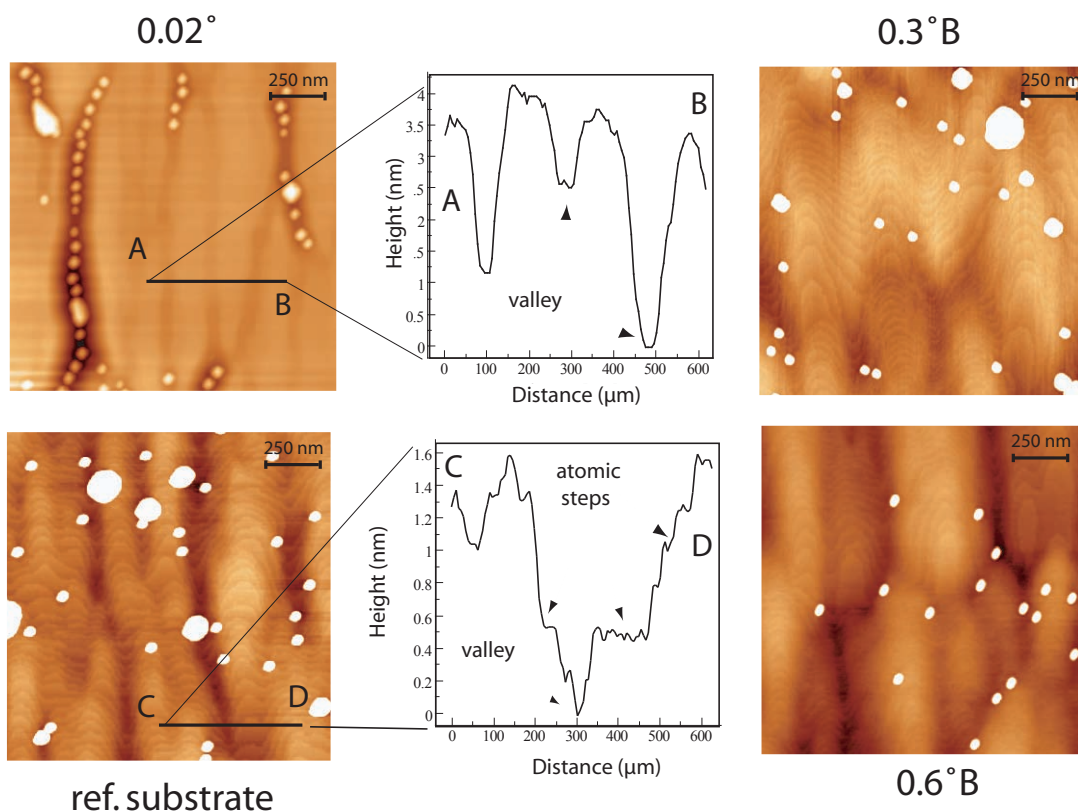 0.02°
0.3°B
250 nm
250 nm
4
3.5
3
.5
2
.5
1
.5
0
Height (nm)
A
B
valley
0
100
200
300
400
500
600
Distance (μm)
A
B
250 nm
250 nm
1.6
1.4
1.2
1
0.8
0.6
0.4
0.2
0
Height (nm)
C
atomic
steps
D
valley
0
100
200
300
400
500
600
Distance (μm)
C
D
ref. substrate
0.6°B